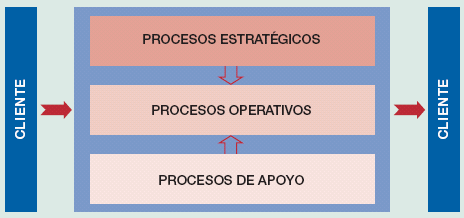 CLIENTE
PROCESOS ESTRATÉGICOS
PROCESOS OPERATIVOS
PROCESOS DE APOYO
CLIENTE